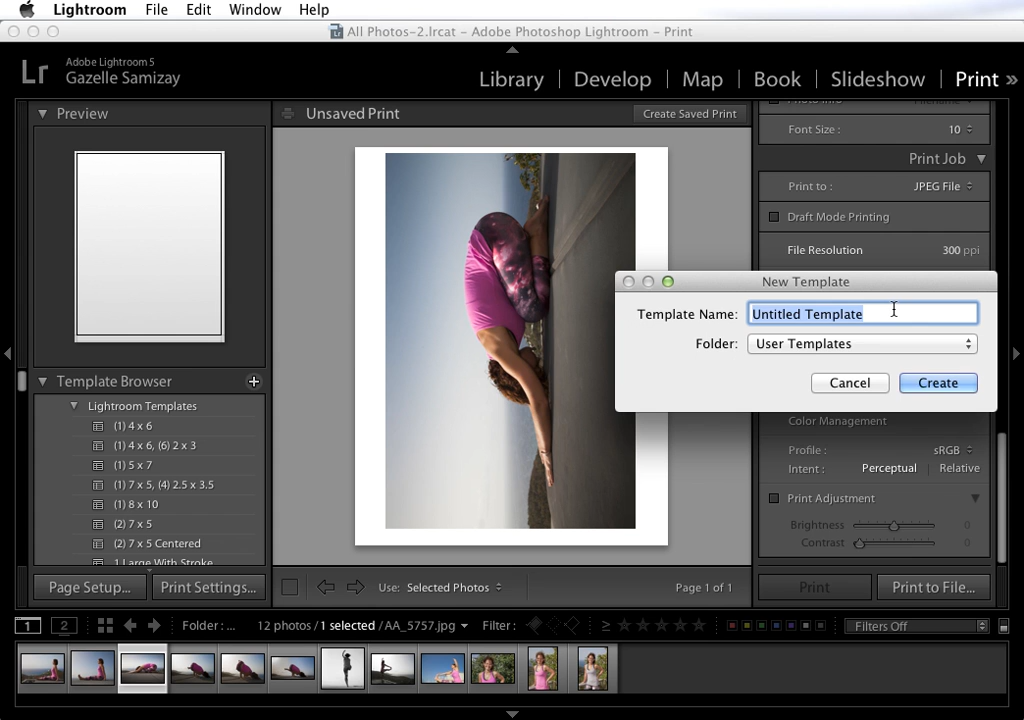 Lightroom File Edit Window Help
All Photos-2.lrcat – Adobe Photoshop Lightroom – Print
Lr Adobe Lightroom 5
Gazelle Samizay
Library | Develop | Map | Book | Slideshow | Print »
Preview
Unsaved Print
Create Saved Print
Template Browser
Lightroom Templates
(1) 4 x 6
(1) 4 x 6, (6) 2 x 3
(1) 5 x 7
(1) 7 x 5, (4) 2.5 x 3.5
(1) 8 x 10
(2) 7 x 5
(2) 7 x 5 Centered
1 Large With Stroke
Page Setup... Print Settings...
Use: Selected Photos
Page 1 of 1
Font Size : 10
Print Job
Print to : JPEG File
Draft Mode Printing
File Resolution 300 ppi
New Template
Template Name: Untitled Template
Folder: User Templates
Cancel Create
Color Management
Profile : sRGB
Intent : Perceptual Relative
Print Adjustment
Brightness 0
Contrast 0
Print Print to File...
1 2 Folder : ... 12 photos / 1 selected / AA_5757.jpg Filter : Filters Off